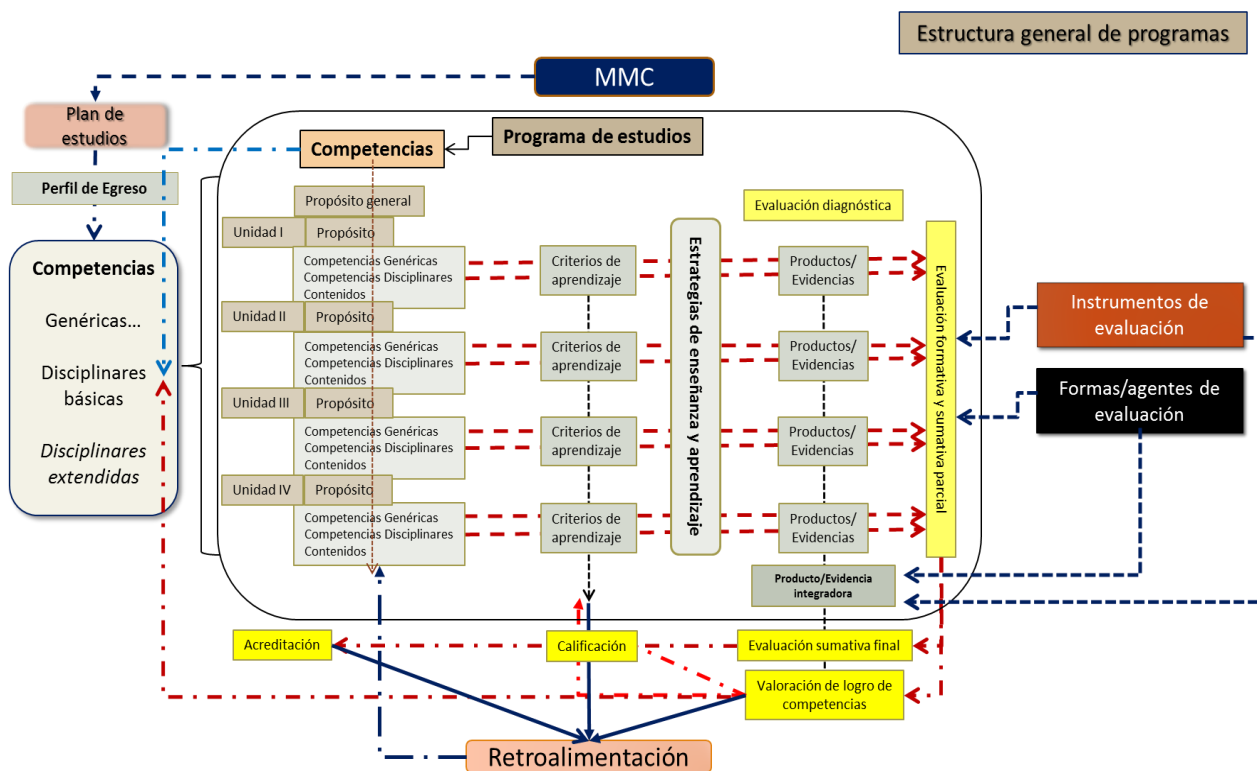 Estructura general de programas
MMC
Plan de
estudios
Perfil de Egreso
Competencias
Genéricas...
Disciplinares
básicas
Disciplinares
extendidas
Competencias
Programa de estudios
Propósito general
Unidad I
Propósito
Competencias Genéricas
Competencias Disciplinares
Contenidos
Unidad II
Propósito
Competencias Genéricas
Competencias Disciplinares
Contenidos
Unidad III
Propósito
Competencias Genéricas
Competencias Disciplinares
Contenidos
Unidad IV
Propósito
Competencias Genéricas
Competencias Disciplinares
Contenidos
Criterios de
aprendizaje
Criterios de
aprendizaje
Criterios de
aprendizaje
Criterios de
aprendizaje
Estrategias de enseñanza y aprendizaje
Evaluación diagnóstica
Productos/
Evidencias
Productos/
Evidencias
Productos/
Evidencias
Productos/
Evidencias
Producto/Evidencia
integradora
Evaluación formativa y sumativa parcial
Instrumentos de
evaluación
Formas/agentes de
evaluación
Acreditación
Calificación
Evaluación sumativa final
Valoración de logro de
competencias
Retroalimentación